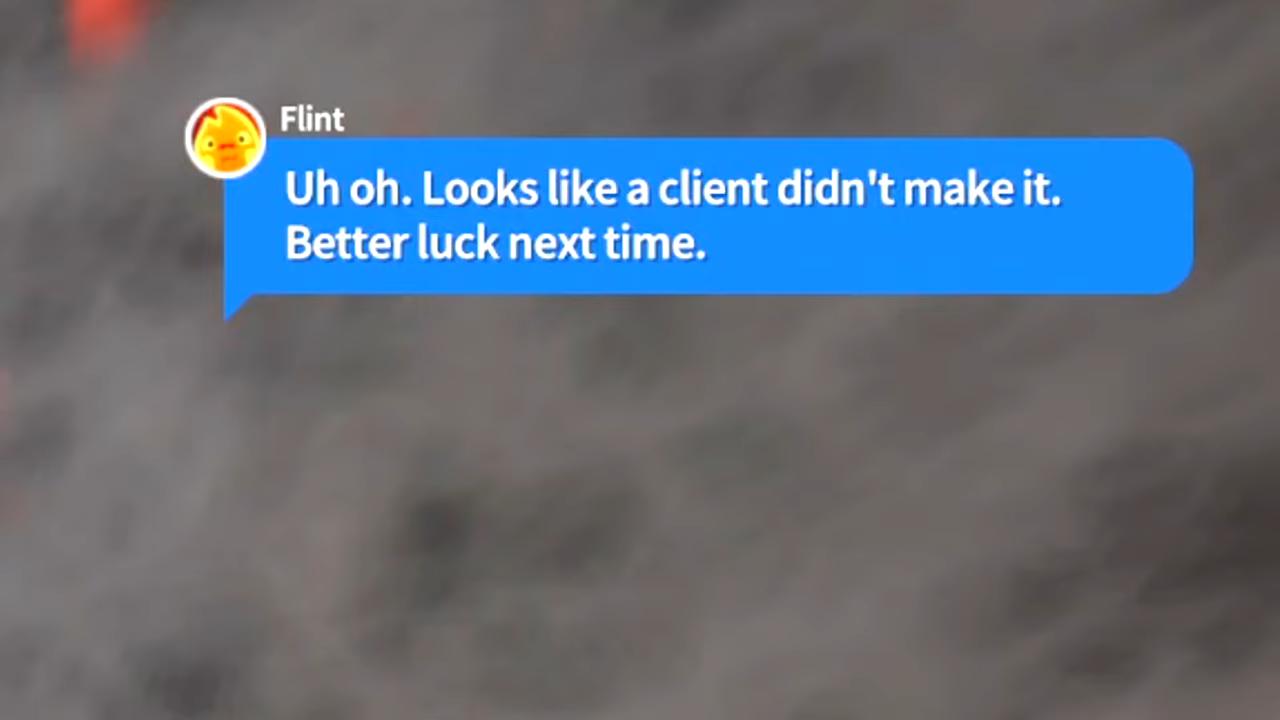 Flint
Uh oh. Looks like a client didn't make it.
Better luck next time.